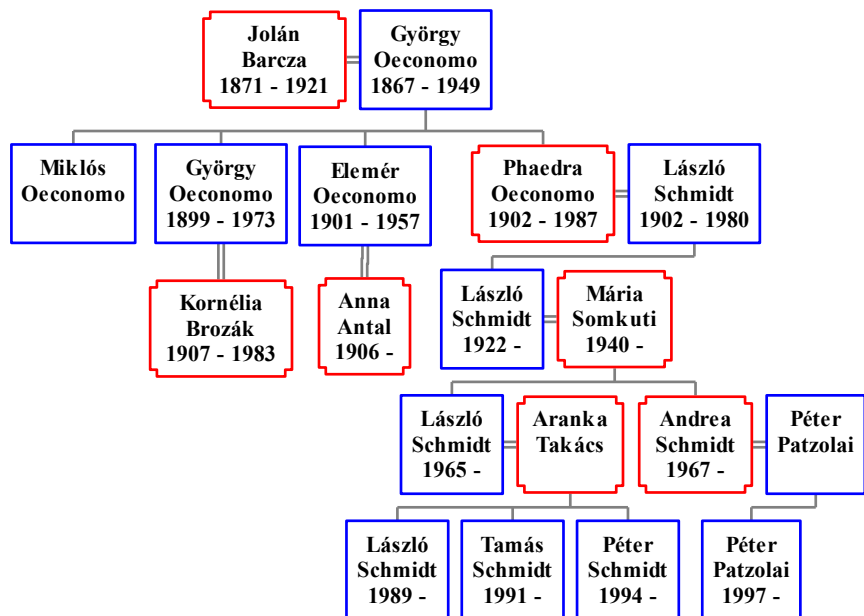 Jolán
Barcza
1871 - 1921
György
Oeconomo
1867 - 1949
Miklós
Oeconomo
György
Oeconomo
1899 - 1973
Elemér
Oeconomo
1901 - 1957
Phaedra
Oeconomo
1902 - 1987
László
Schmidt
1902 - 1980
Kornélia
Brozák
1907 - 1983
Anna
Antal
1906 -
László
Schmidt
1922 -
Mária
Somkuti
1940 -
László
Schmidt
1965 -
Aranka
Takács
Andrea
Schmidt
1967 -
Péter
Patzolai
László
Schmidt
1989 -
Tamás
Schmidt
1991 -
Péter
Schmidt
1994 -
Péter
Patzolai
1997 -